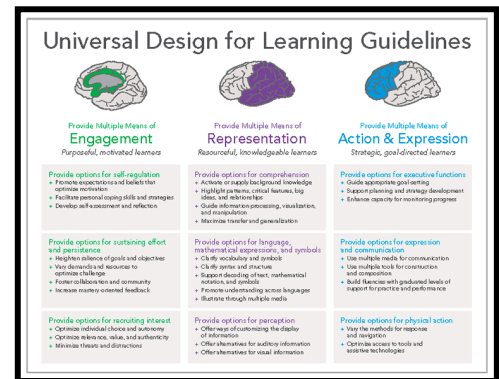 Universal Design for Learning Guidelines
Provide Multiple Means of
Engagement
Purposeful, motivated learners
Provide Multiple Means of
Representation
Resourceful, knowledgeable learners
Provide Multiple Means of
Action & Expression
Strategic, goal-directed learners
Provide options for self-regulation
+ Promote expectations and beliefs that
optimize motivation
+ Facilitate personal coping skills and strategies
+ Develop self-assessment and reflection
Provide options for comprehension
+ Activate or supply background knowledge
+ Highlight patterns, critical features, big
ideas, and relationships
+ Guide information processing, visualization,
and manipulation
+ Maximize transfer and generalization
Provide options for executive functions
+ Guide appropriate goal-setting
+ Support planning and strategy development
+ Enhance capacity for monitoring progress
Provide options for sustaining effort
and persistence
+ Heighten salience of goals and objectives
+ Vary demands and resources to
optimize challenge
+ Foster collaboration and community
+ Increase mastery-oriented feedback
Provide options for language,
mathematical expressions, and symbols
+ Clarify vocabulary and symbols
+ Clarify syntax and structure
+ Support decoding of text, mathematical
notation, and symbols
+ Promote understanding across languages
+ Illustrate through multiple media
Provide options for expression
and communication
+ Use multiple media for communication
+ Use multiple tools for construction
and composition
+ Build fluencies with graduated levels of
support for practice and performance
Provide options for recruiting interest
+ Optimize individual choice and autonomy
+ Optimize relevance, value, and authenticity
+ Minimize threats and distractions
Provide options for perception
+ Offer ways of customizing the display
of information
+ Offer alternatives for auditory information
+ Offer alternatives for visual information
Provide options for physical action
+ Vary the methods for response
and navigation
+ Optimize access to tools and
assistive technologies